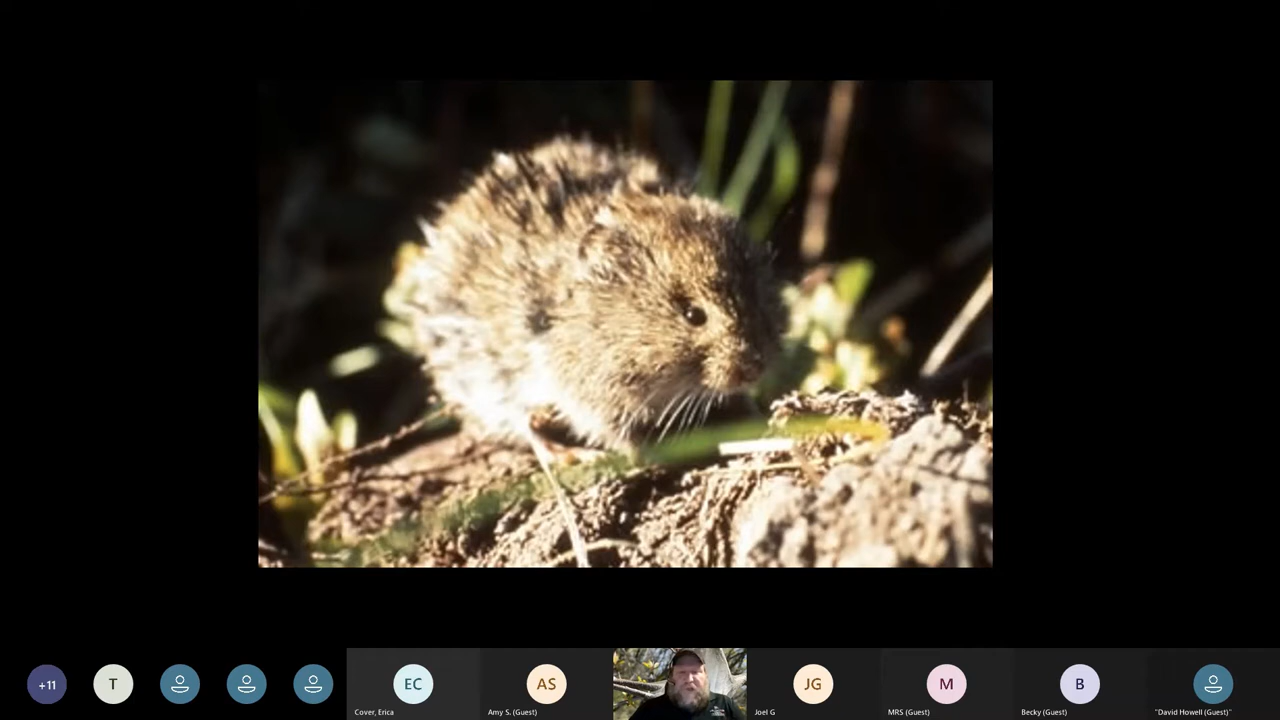 +11
T
EC
AS
JG
M
B
Cover, Erica
Amy S. (Guest)
Joel G
MRS (Guest)
Becky (Guest)
"David Howell (Guest)"